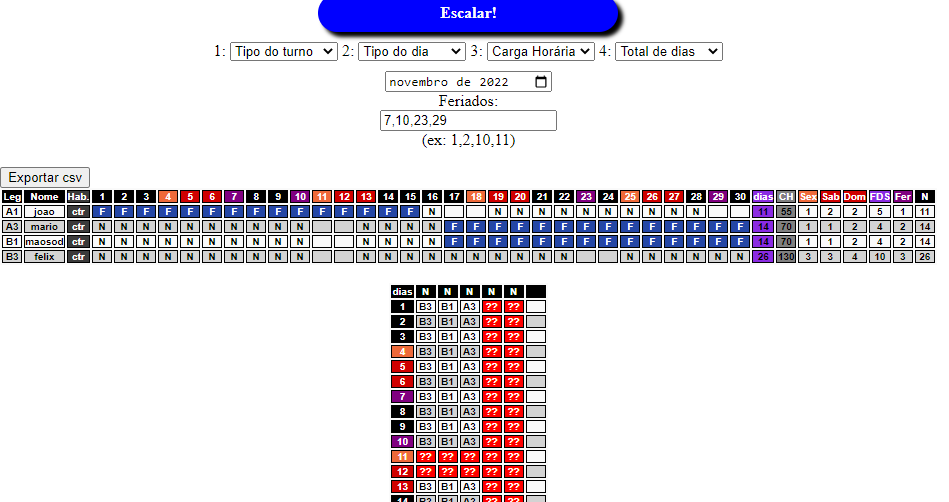 Escalar!
1: Tipo do turno 2: Tipo do dia 3: Carga Horária 4: Total de dias
novembro de 2022
Feriados:
7,10,23,29
(ex: 1,2,10,11)
Exportar csv
Leg Nome Hab. 1 2 3 4 5 6 7 8 9 10 11 12 13 14 15 16 17 18 19 20 21 22 23 24 25 26 27 28 29 30 dias CH Sex Sab Dom FDS Fer N
A1 joao ctr F F F F F F F F F F F F F F F N N N N N N N N N N N 11 55 1 2 2 5 1 11
A3 mario ctr N N N N N N N N N N N N N N F F F F F F F F F F F F F F 14 70 1 1 2 4 2 14
B1 maosod ctr N N N N N N N N N N N N N N F F F F F F F F F F F F F F 14 70 1 1 2 4 2 14
B3 felix ctr N N N N N N N N N N N N N N N N N N N N N N N N N N 26 130 3 3 4 10 3 26
dias N N N N N
1 B3 B1 A3 ?? ??
2 B3 B1 A3 ?? ??
3 B3 B1 A3 ?? ??
4 B3 B1 A3 ?? ??
5 B3 B1 A3 ?? ??
6 B3 B1 A3 ?? ??
7 B3 B1 A3 ?? ??
8 B3 B1 A3 ?? ??
9 B3 B1 A3 ?? ??
10 B3 B1 A3 ?? ??
11 ?? ?? ?? ?? ??
12 ?? ?? ?? ?? ??
13 B3 B1 A3 ?? ??
14 B3 B1 A3 ?? ??